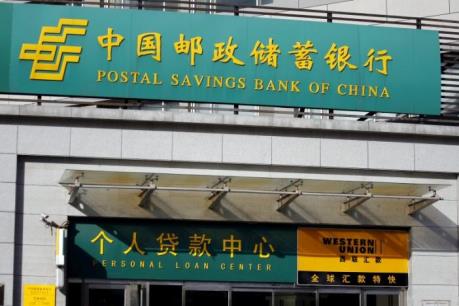 中国邮政储蓄银行
POSTAL SAVINGS BANK OF CHINA
个人贷款中心
PERSONAL LOAN CENTER
WESTERN
UNION
西联汇款
全球汇款特快